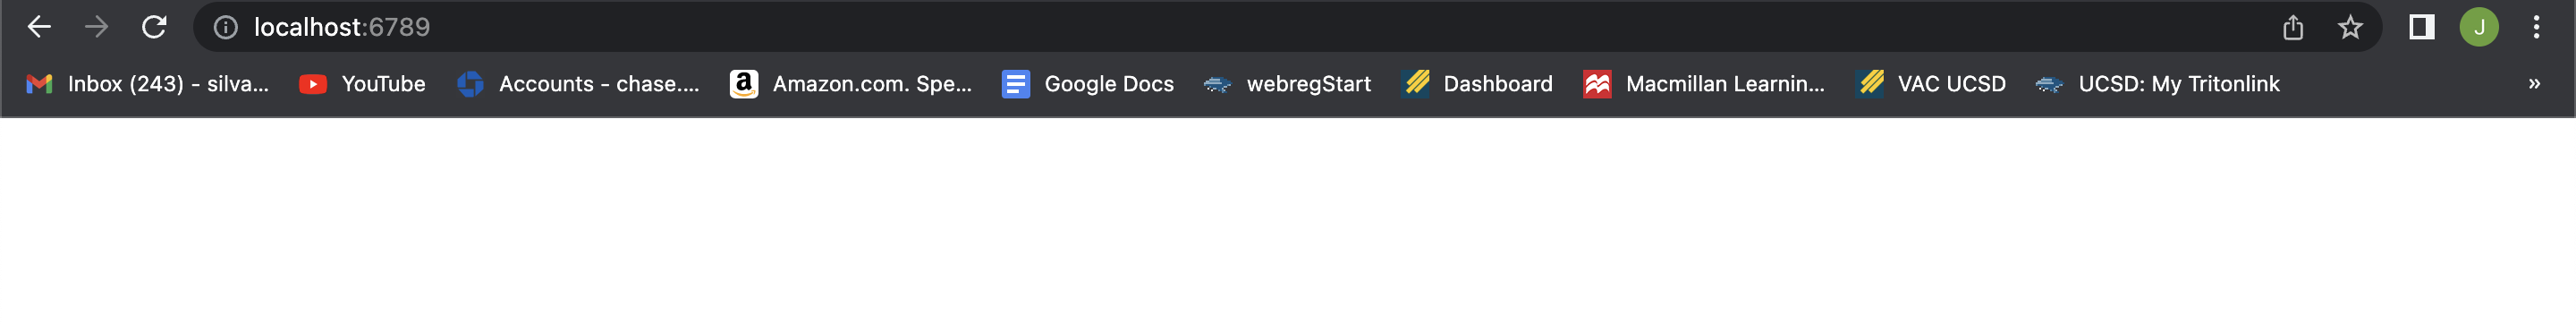 localhost:6789
J
Inbox (243) - silva... YouTube Accounts - chase.... Amazon.com. Spe... Google Docs webregStart Dashboard Macmillan Learnin... VAC UCSD UCSD: My Tritonlink »